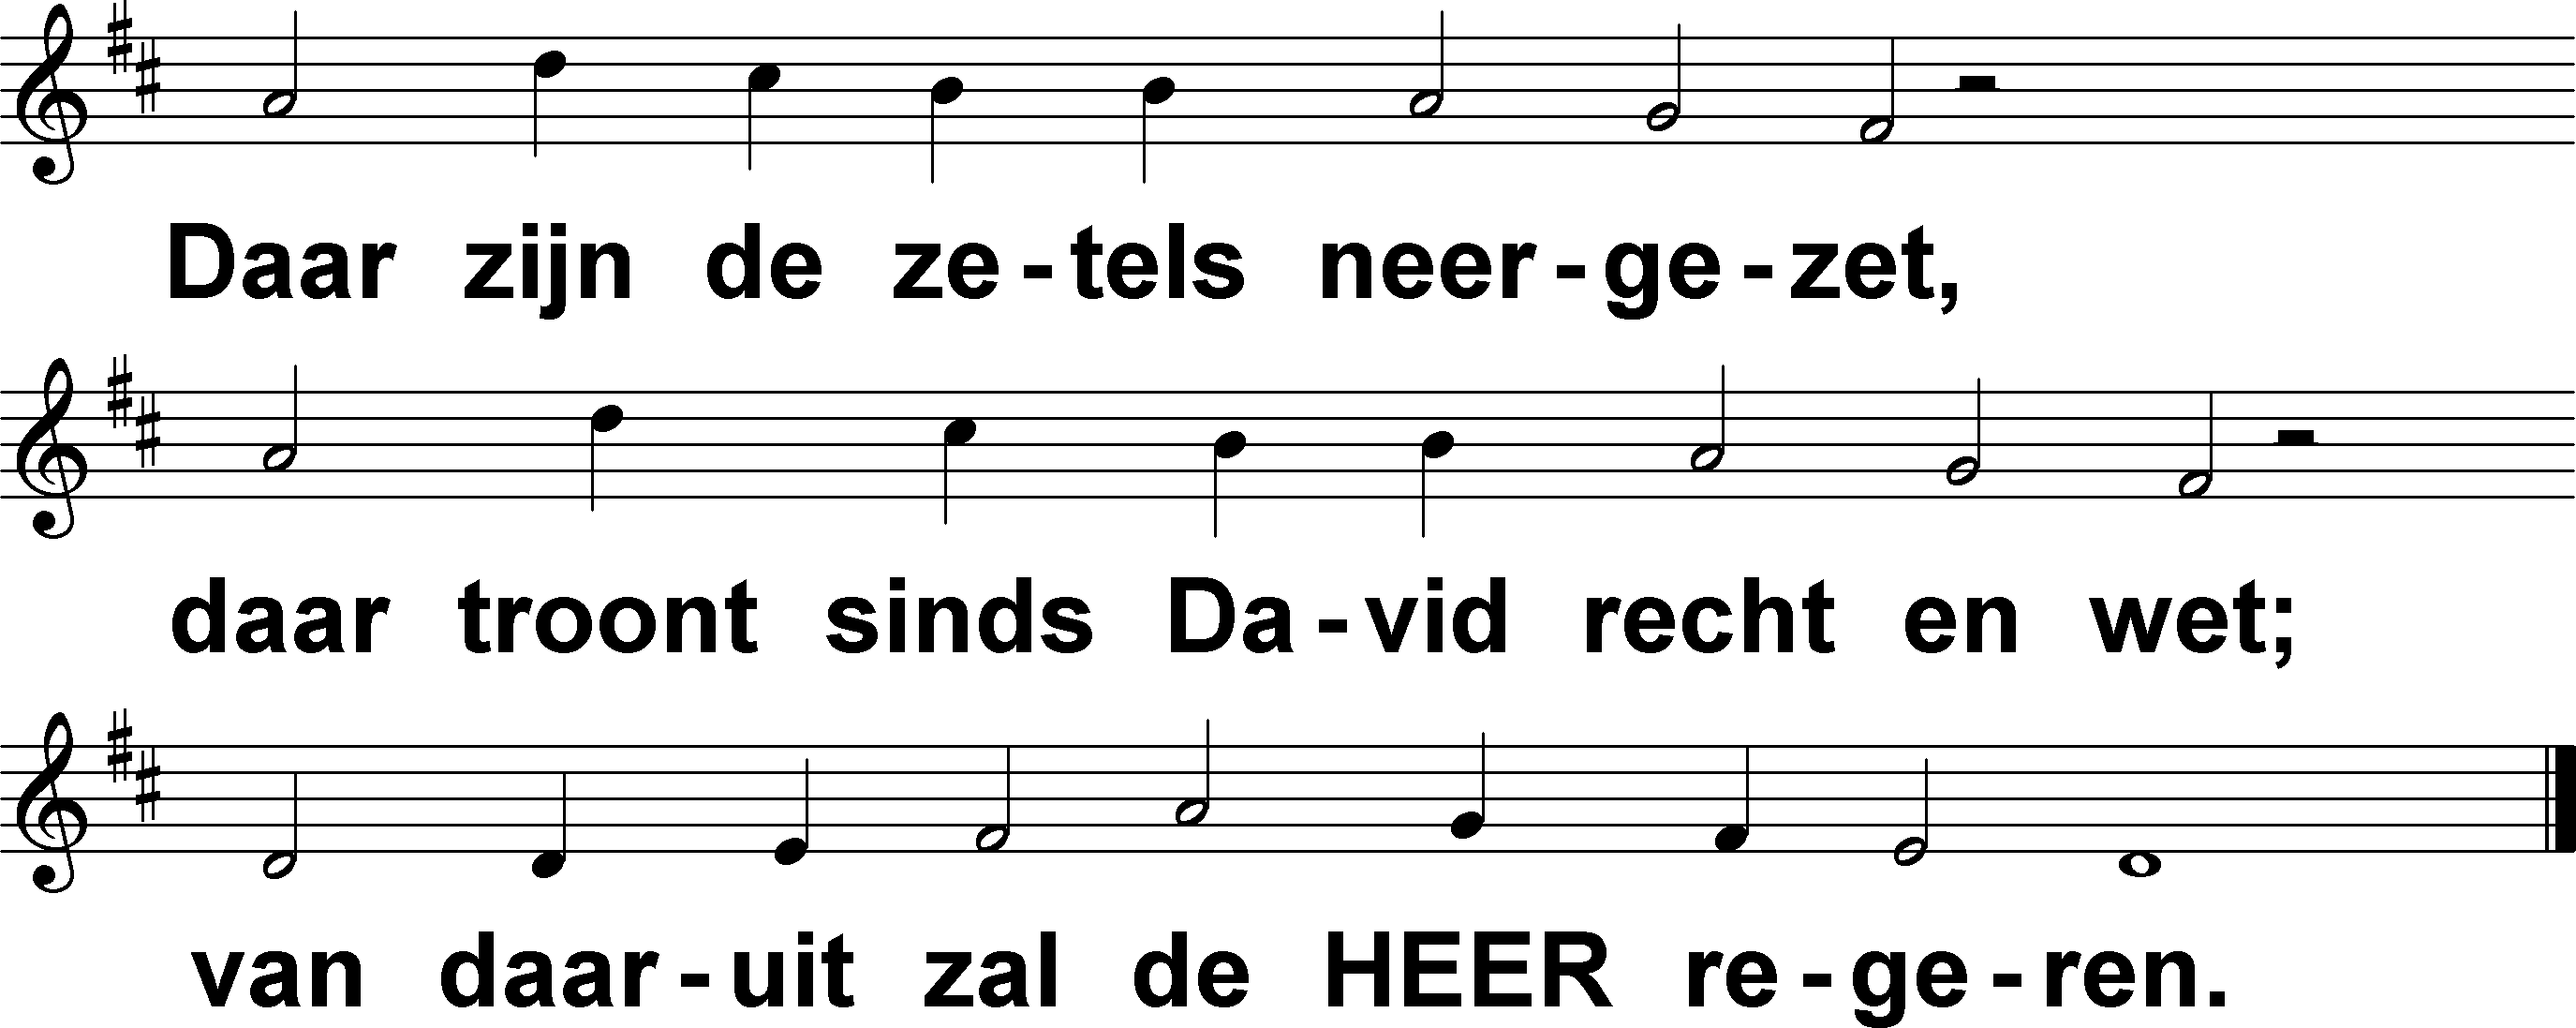 Daar zijn de ze-tels neer-ge-zet,
daar troont sinds Da-vid recht en wet;
van daar-uit zal de HEER re-ge-ren.